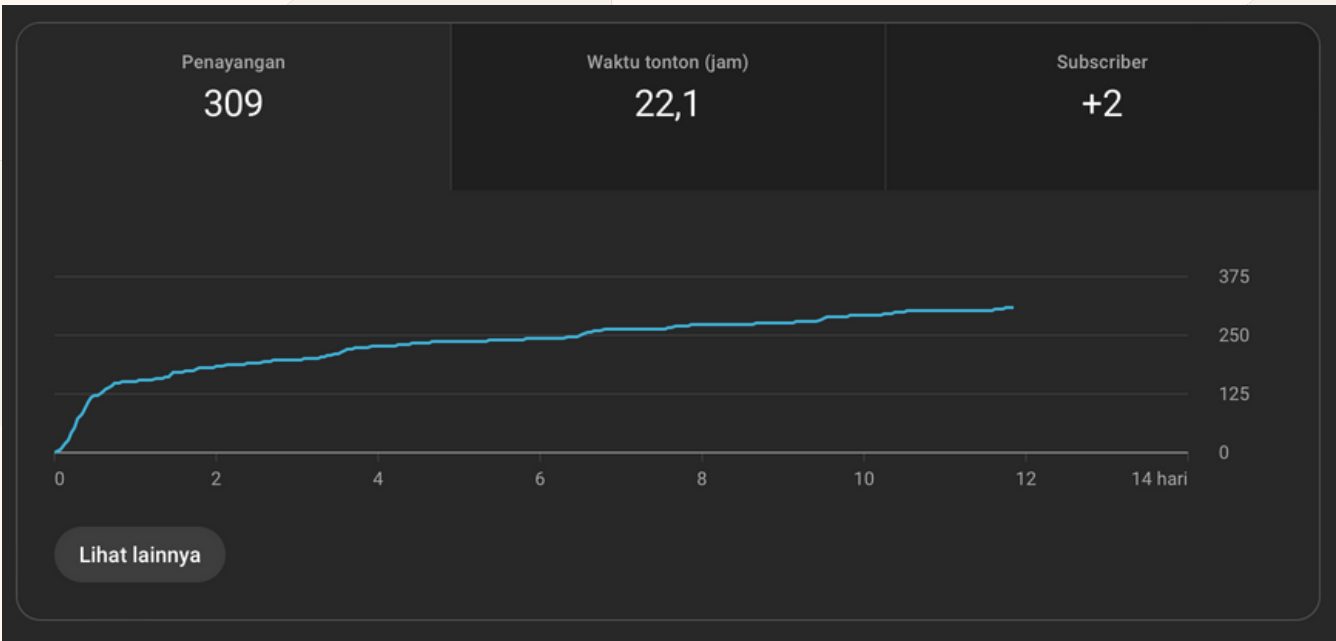 Penayangan
309
Waktu tonton (jam)
22,1
Subscriber
+2
375
250
125
0
0 2 4 6 8 10 12 14 hari
Lihat lainnya